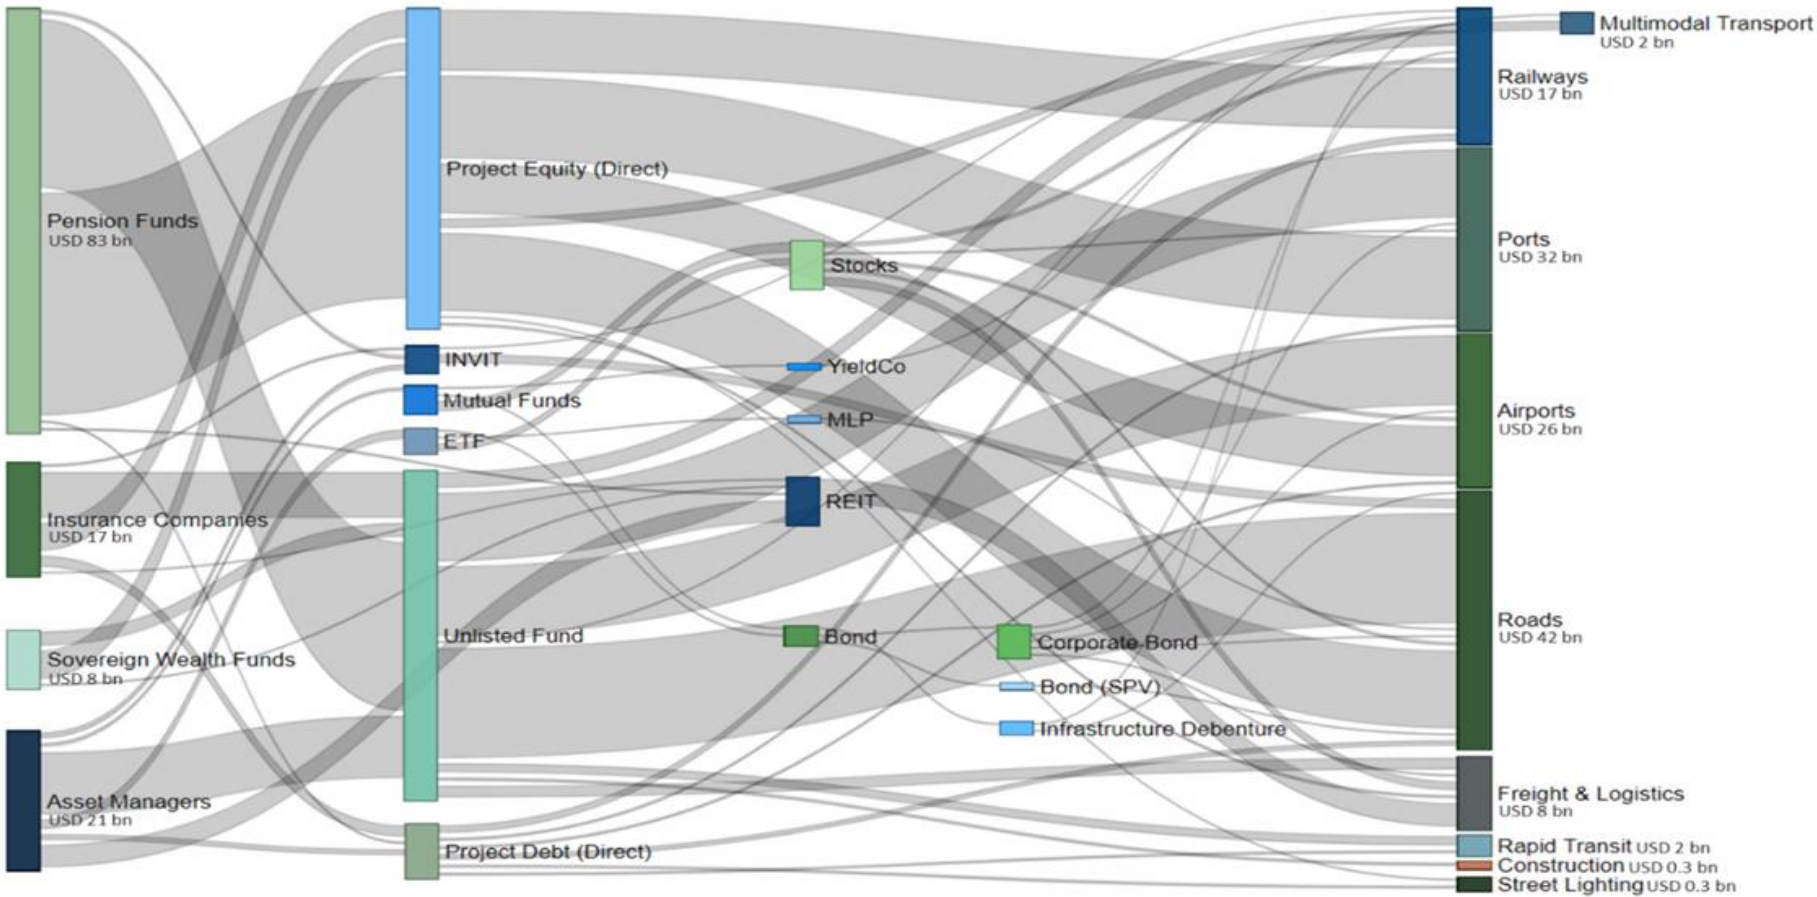 Pension Funds
USD 83 bn
Insurance Companies
USD 17 bn
Sovereign Wealth Funds
USD 8 bn
Asset Managers
USD 21 bn
Project Equity (Direct)
INVIT
Mutual Funds
ETF
Unlisted Fund
Project Debt (Direct)
Stocks
YieldCo
MLP
REIT
Bond
Corporate Bond
Bond (SPV)
Infrastructure Debenture
Multimodal Transport
USD 2 bn
Railways
USD 17 bn
Ports
USD 32 bn
Airports
USD 26 bn
Roads
USD 42 bn
Freight & Logistics
USD 8 bn
Rapid Transit USD 2 bn
Construction USD 0.3 bn
Street Lighting USD 0.3 bn